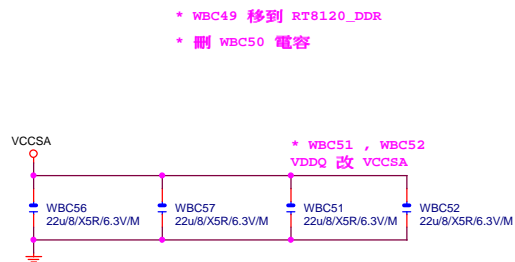 * WBC49 移到 RT8120_DDR
* 刪 WBC50 電容
VCCSA
* WBC51 , WBC52
VDDQ 改 VCCSA
WBC56
22u/8/X5R/6.3V/M
WBC57
22u/8/X5R/6.3V/M
WBC51
22u/8/X5R/6.3V/M
WBC52
22u/8/X5R/6.3V/M